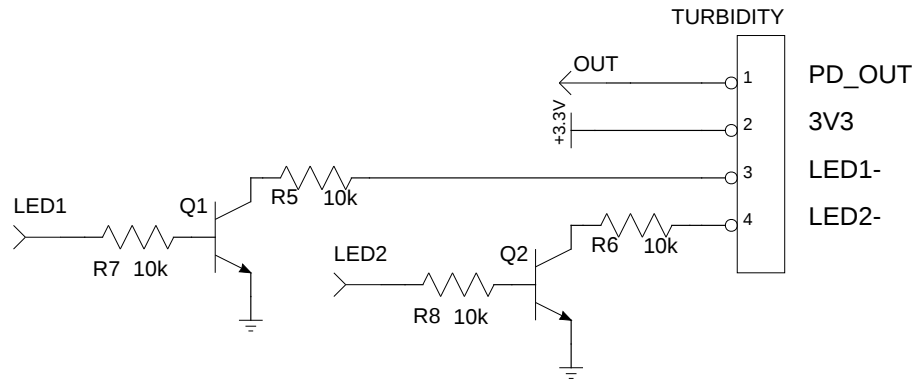 TURBIDITY
OUT
1
PD_OUT
+3.3V
2
3V3
3
LED1-
R5
10k
LED1
Q1
4
LED2-
R6
10k
R7
10k
LED2
Q2
R8
10k